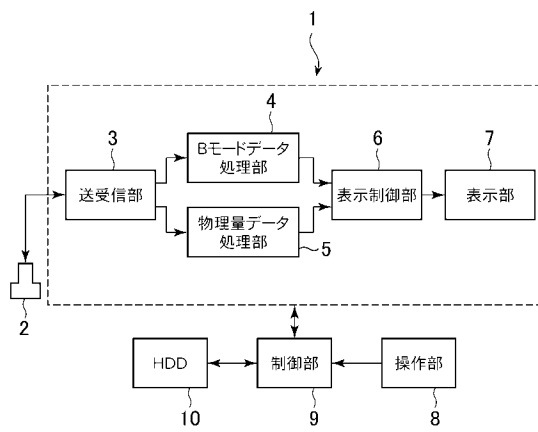 1
4
3
Bモードデータ
処理部
6
7
送受信部
表示制御部
表示部
物理量データ
処理部
5
2
HDD
制御部
操作部
10
9
8